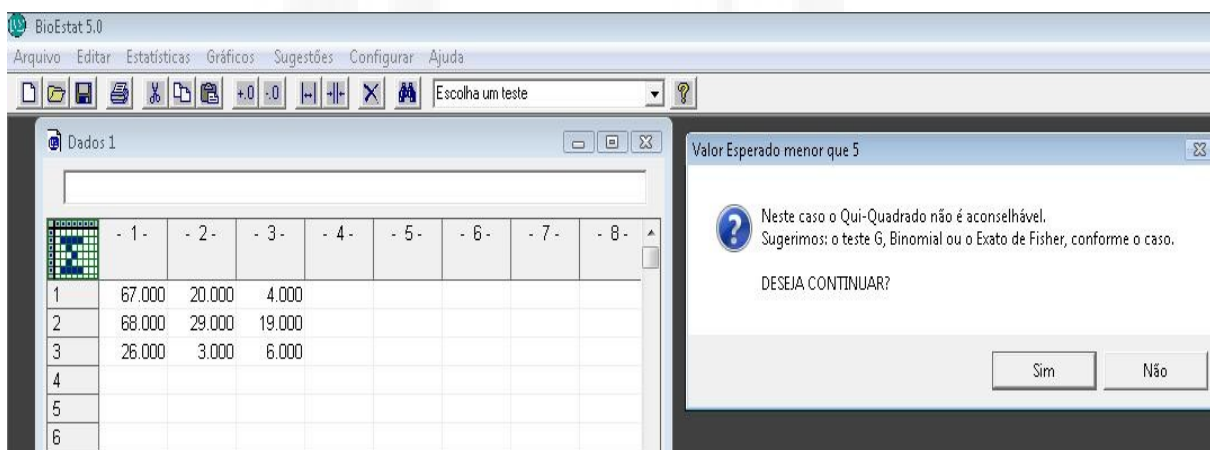 BioEstat 5.0
Arquivo Editar Estatísticas Gráficos Sugestões Configurar Ajuda
+.0 -.0 Escolha um teste ?
Dados 1
- 1 - - 2 - - 3 - - 4 - - 5 - - 6 - - 7 - - 8 -
1 67.000 20.000 4.000
2 68.000 29.000 19.000
3 26.000 3.000 6.000
4
5
6
Valor Esperado menor que 5
Neste caso o Qui-Quadrado não é aconselhável.
Sugerimos: o teste G, Binomial ou o Exato de Fisher, conforme o caso.
DESEJA CONTINUAR?
Sim Não